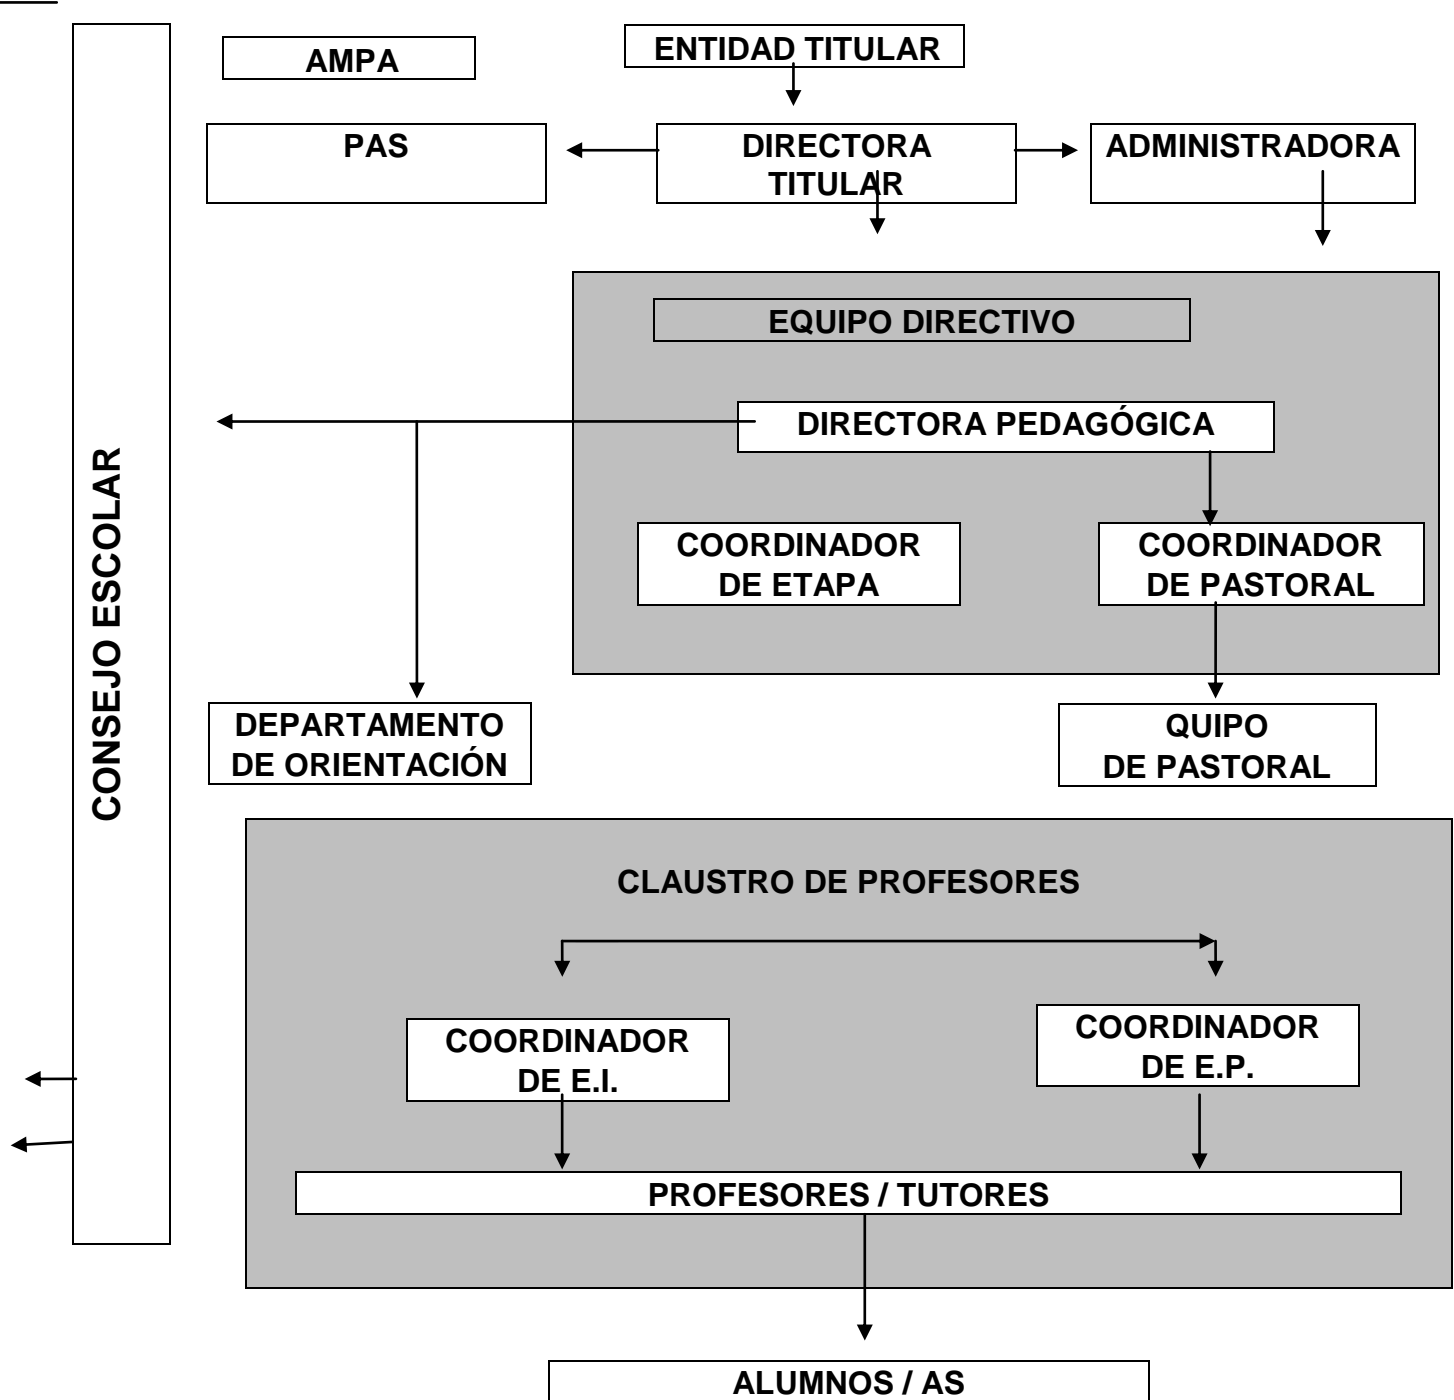 AMPA
ENTIDAD TITULAR
PAS
DIRECTORA
TITULAR
ADMINISTRADORA
EQUIPO DIRECTIVO
DIRECTORA PEDAGÓGICA
CONSEJO ESCOLAR
COORDINADOR
DE ETAPA
COORDINADOR
DE PASTORAL
DEPARTAMENTO
DE ORIENTACIÓN
QUIPO
DE PASTORAL
CLAUSTRO DE PROFESORES
COORDINADOR
DE E.I.
COORDINADOR
DE E.P.
PROFESORES / TUTORES
ALUMNOS / AS